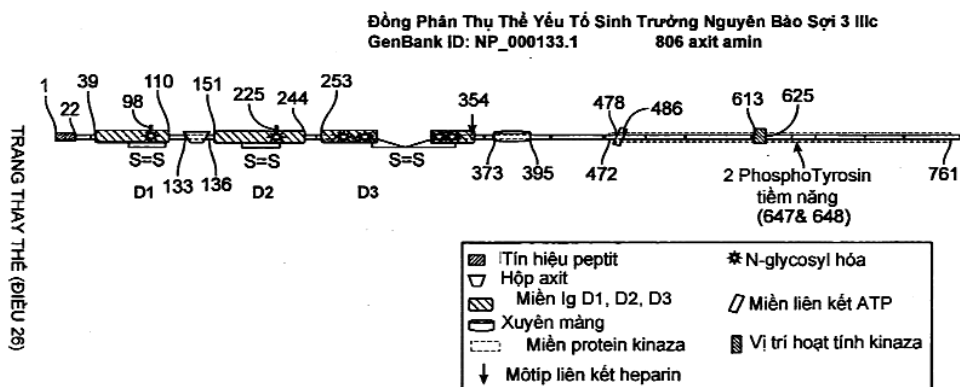 Đồng Phân Thụ Thể Yếu Tố Sinh Trưởng Nguyên Bào Sợi 3 IIIc
GenBank ID: NP_000133.1 806 axit amin
1 22 39 98 110 151 225 244 253 354 478 486 613 625
S=S S=S S=S
133 136 373 395 472 761
D1 D2 D3
2 PhosphoTyrosin
tiềm năng
(647& 648)
TRANG THAY THẾ (ĐIỀU 26)
Tín hiệu peptit
Hộp axit
Miền Ig D1, D2, D3
Xuyên màng
Miền protein kinaza
Môtip liên kết heparin
N-glycosyl hóa
Miền liên kết ATP
Vị trí hoạt tính kinaza